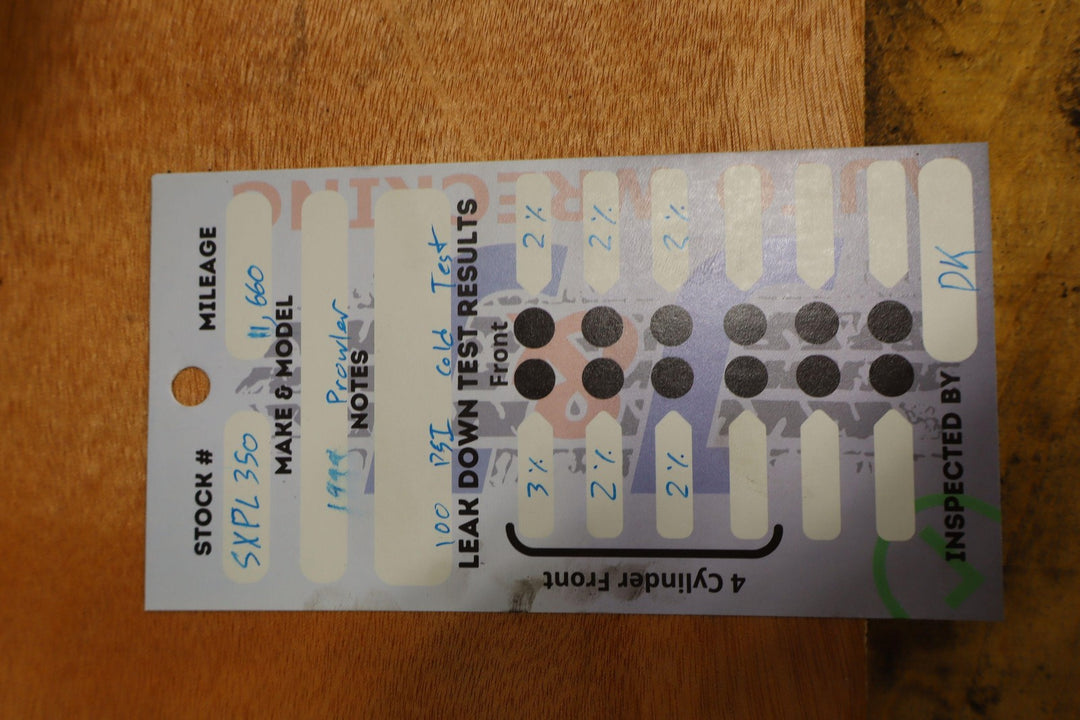 STOCK # MILEAGE
SXPL350 11,660
MAKE & MODEL
1999 Prowler
NOTES
100 PSI Cold Test
LEAK DOWN TEST RESULTS
Front
3% 2%
2% 2%
2% 2%
4 Cylinder Front
INSPECTED BY DK